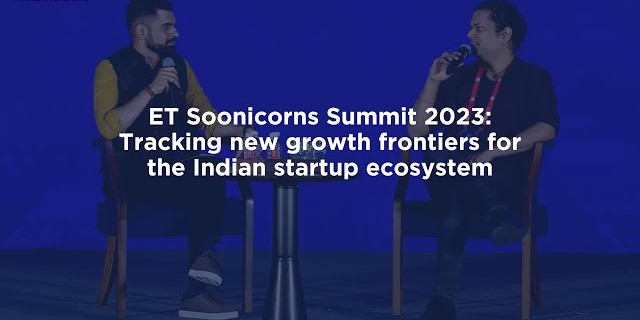 ET Soonicorns Summit 2023:
Tracking new growth frontiers for
the Indian startup ecosystem